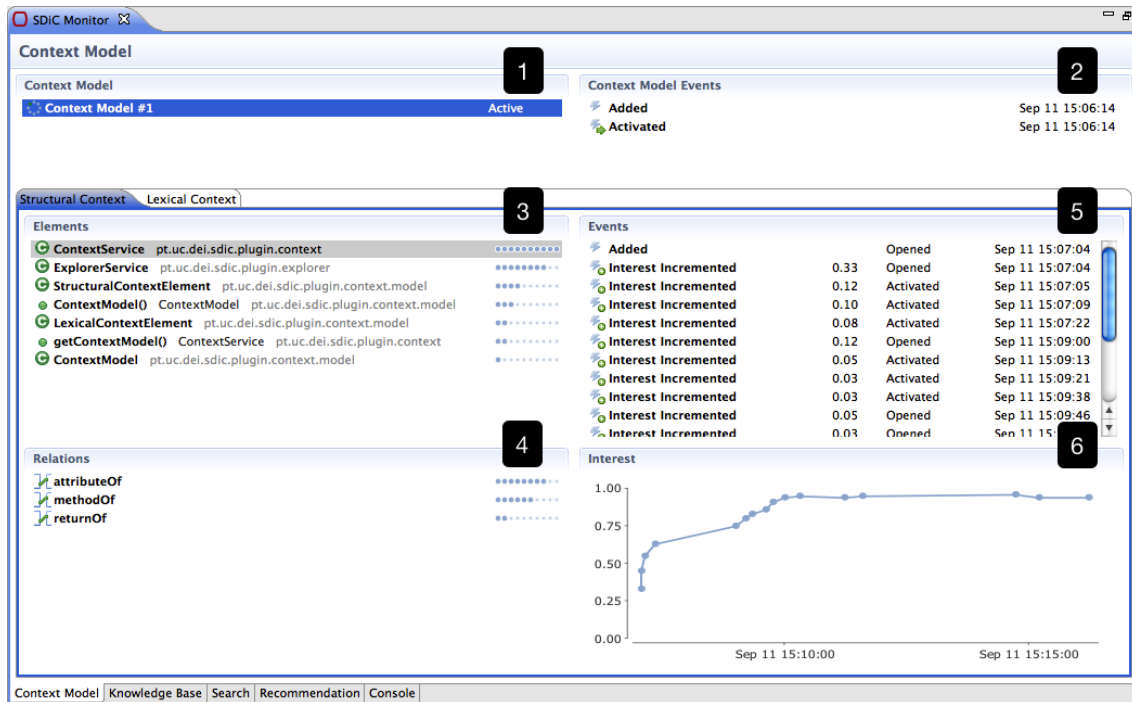 SDiC Monitor
Context Model
1
2
Context Model
Context Model #1 Active
Context Model Events
Added Sep 11 15:06:14
Activated Sep 11 15:06:14
Structural Context Lexical Context
3
5
Elements
ContextService pt.uc.dei.sdic.plugin.context
ExplorerService pt.uc.dei.sdic.plugin.explorer
StructuralContextElement pt.uc.dei.sdic.plugin.context.model
ContextModel() ContextModel pt.uc.dei.sdic.plugin.context.model
LexicalContextElement pt.uc.dei.sdic.plugin.context.model
getContextModel() ContextService pt.uc.dei.sdic.plugin.context
ContextModel pt.uc.dei.sdic.plugin.context.model
Events
Added Opened Sep 11 15:07:04
Interest Incremented 0.33 Opened Sep 11 15:07:04
Interest Incremented 0.12 Activated Sep 11 15:07:05
Interest Incremented 0.10 Activated Sep 11 15:07:09
Interest Incremented 0.08 Activated Sep 11 15:07:22
Interest Incremented 0.12 Opened Sep 11 15:09:00
Interest Incremented 0.05 Activated Sep 11 15:09:13
Interest Incremented 0.03 Activated Sep 11 15:09:21
Interest Incremented 0.03 Activated Sep 11 15:09:38
Interest Incremented 0.05 Opened Sep 11 15:09:46
Interest Incremented 0.03 Opened Sep 11 15:
4
6
Relations
attributeOf
methodOf
returnOf
Interest
1.00
0.75
0.50
0.25
0.00
Sep 11 15:10:00 Sep 11 15:15:00
Context Model Knowledge Base Search Recommendation Console